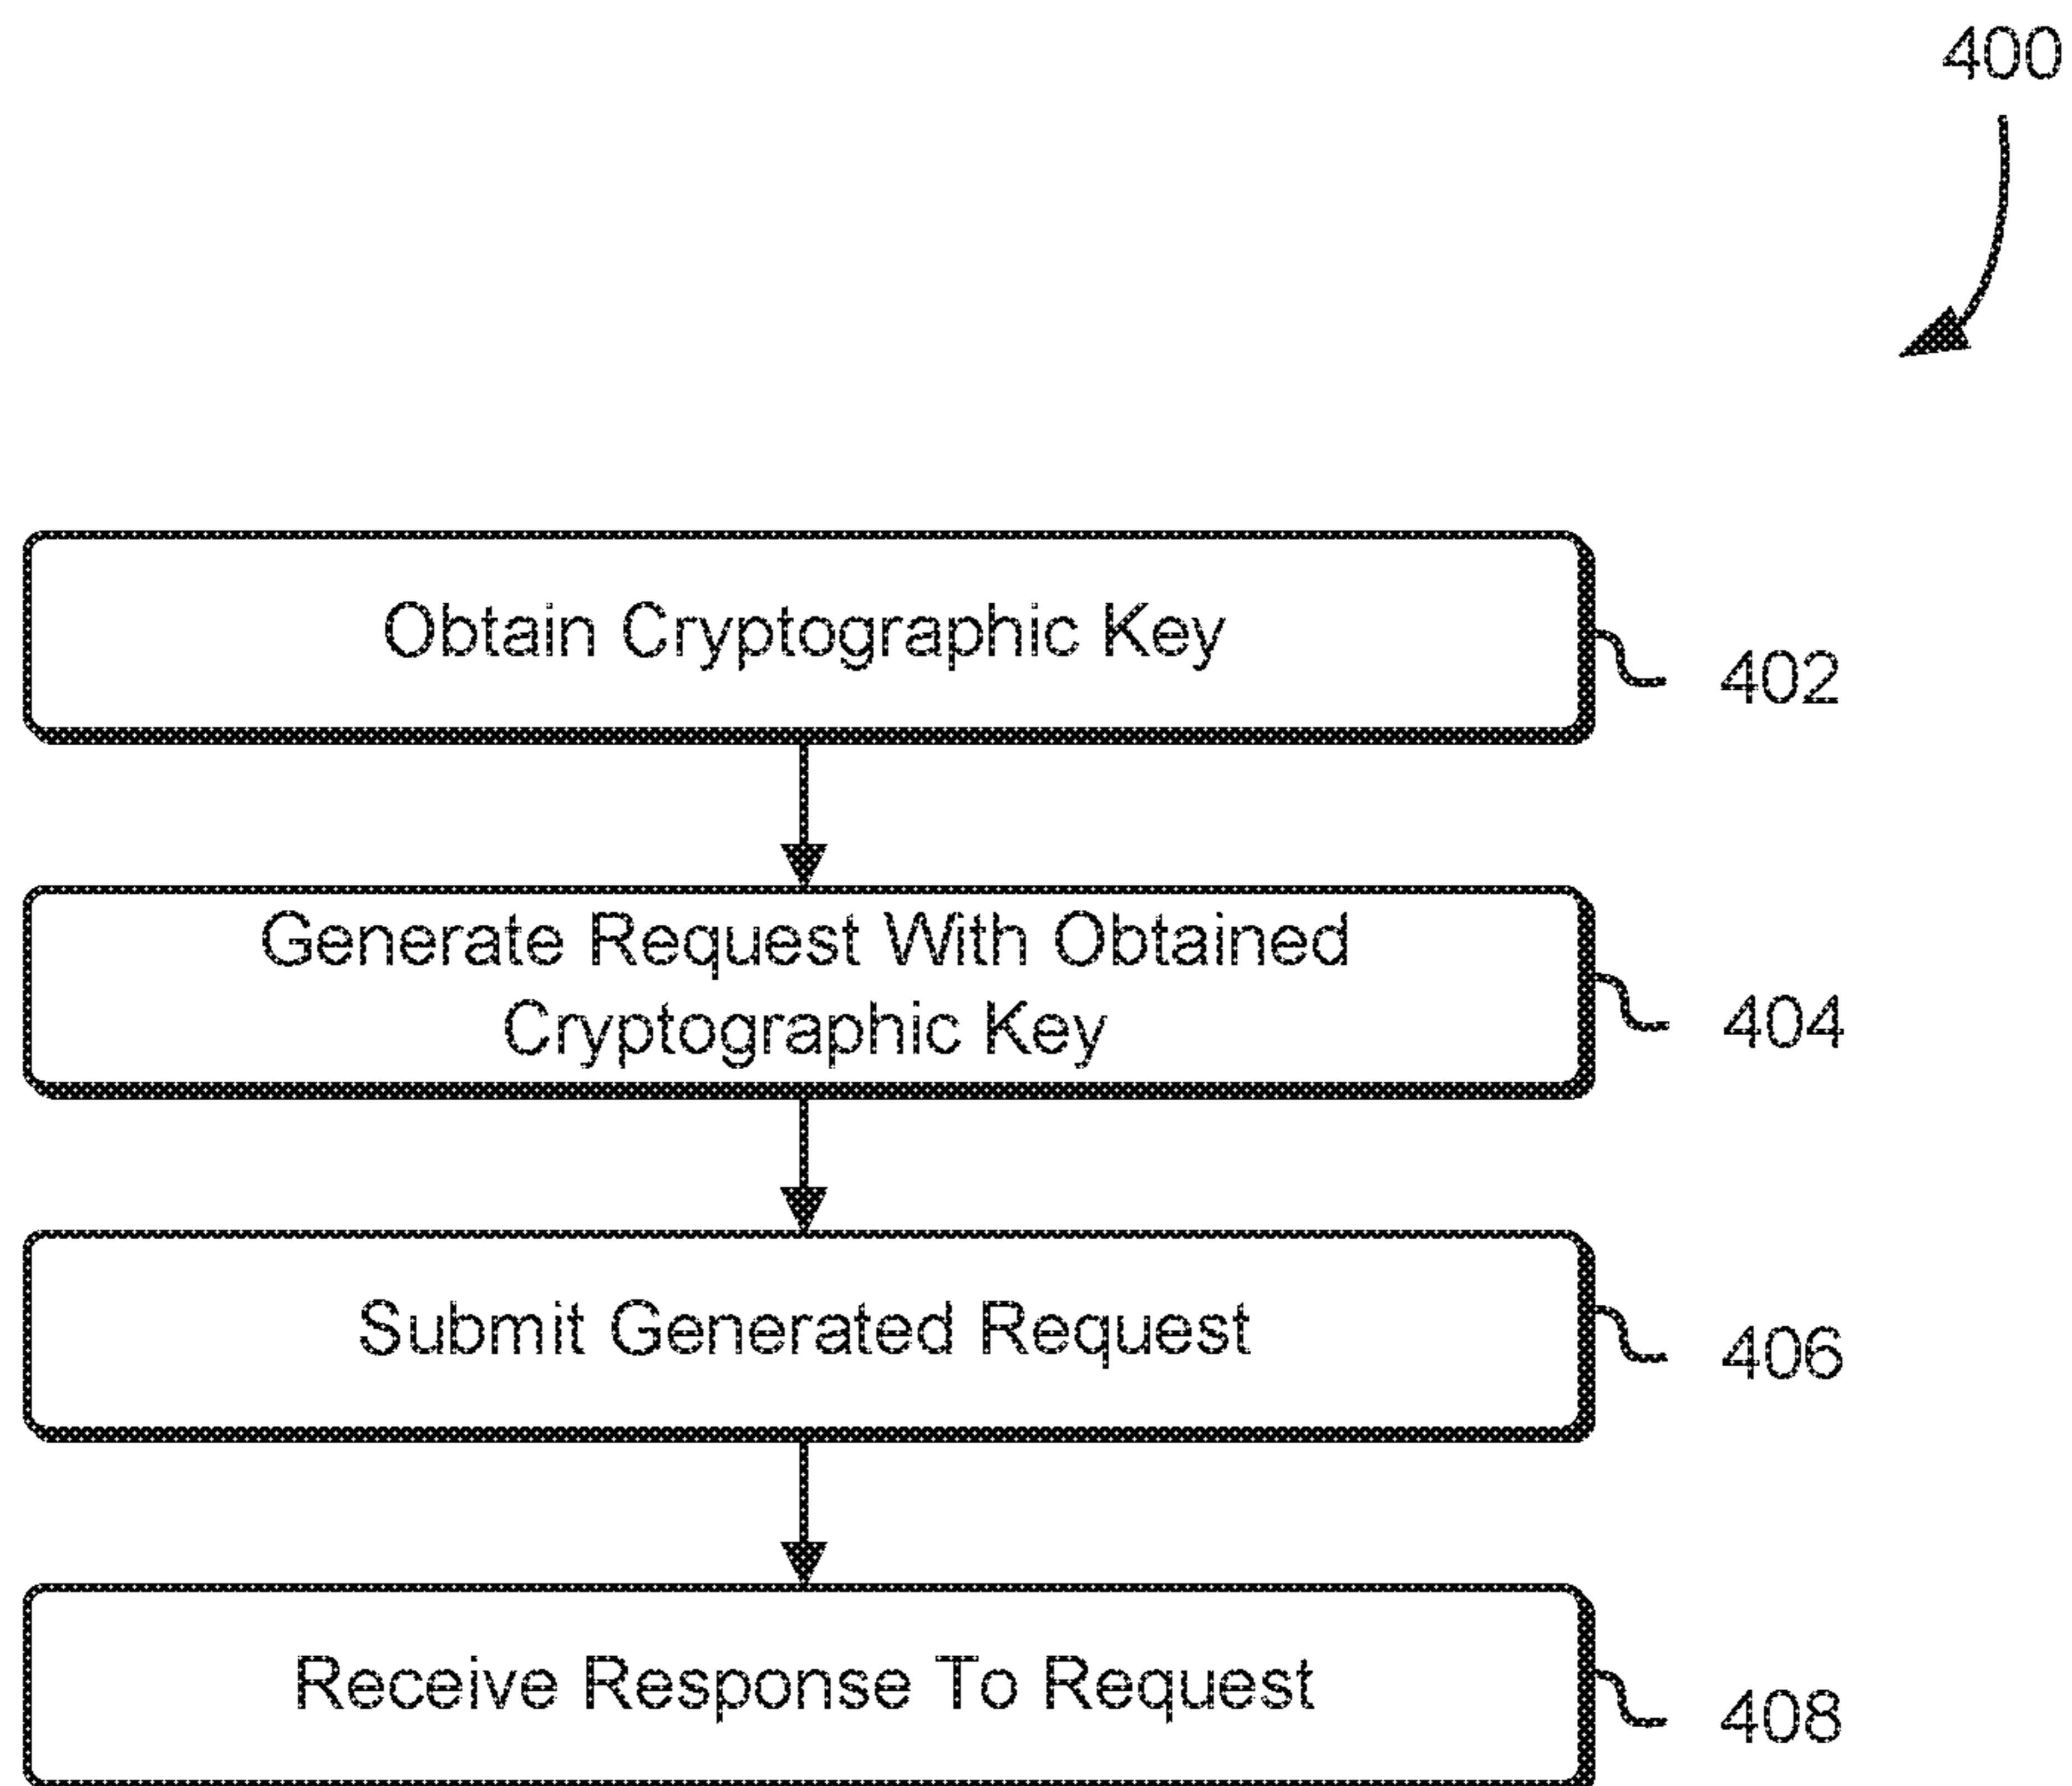 400
Obtain Cryptographic Key
402
Generate Request With Obtained
Cryptographic Key
404
Submit Generated Request
406
Receive Response To Request
408